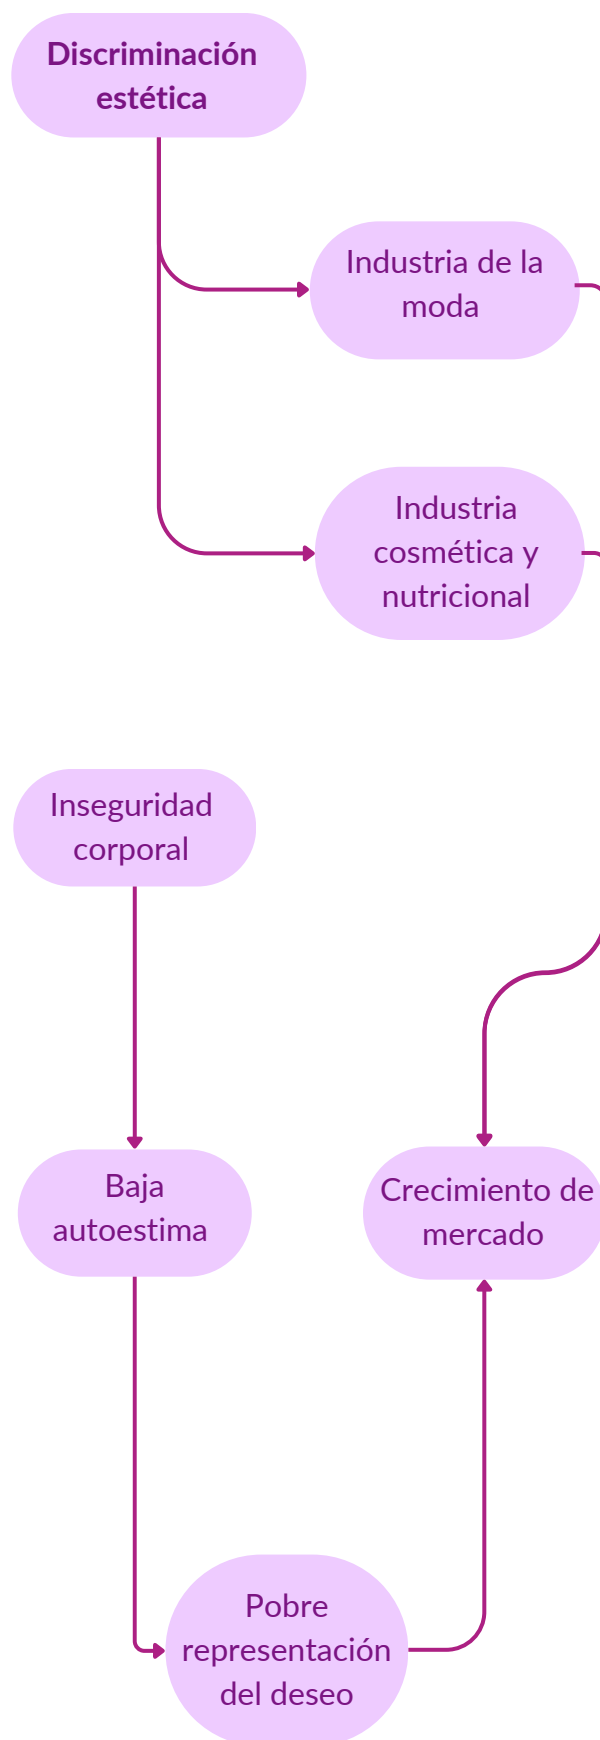 Discriminación
estética
Industria de la
moda
Industria
cosmética y
nutricional
Inseguridad
corporal
Baja
autoestima
Crecimiento de
mercado
Pobre
representación
del deseo